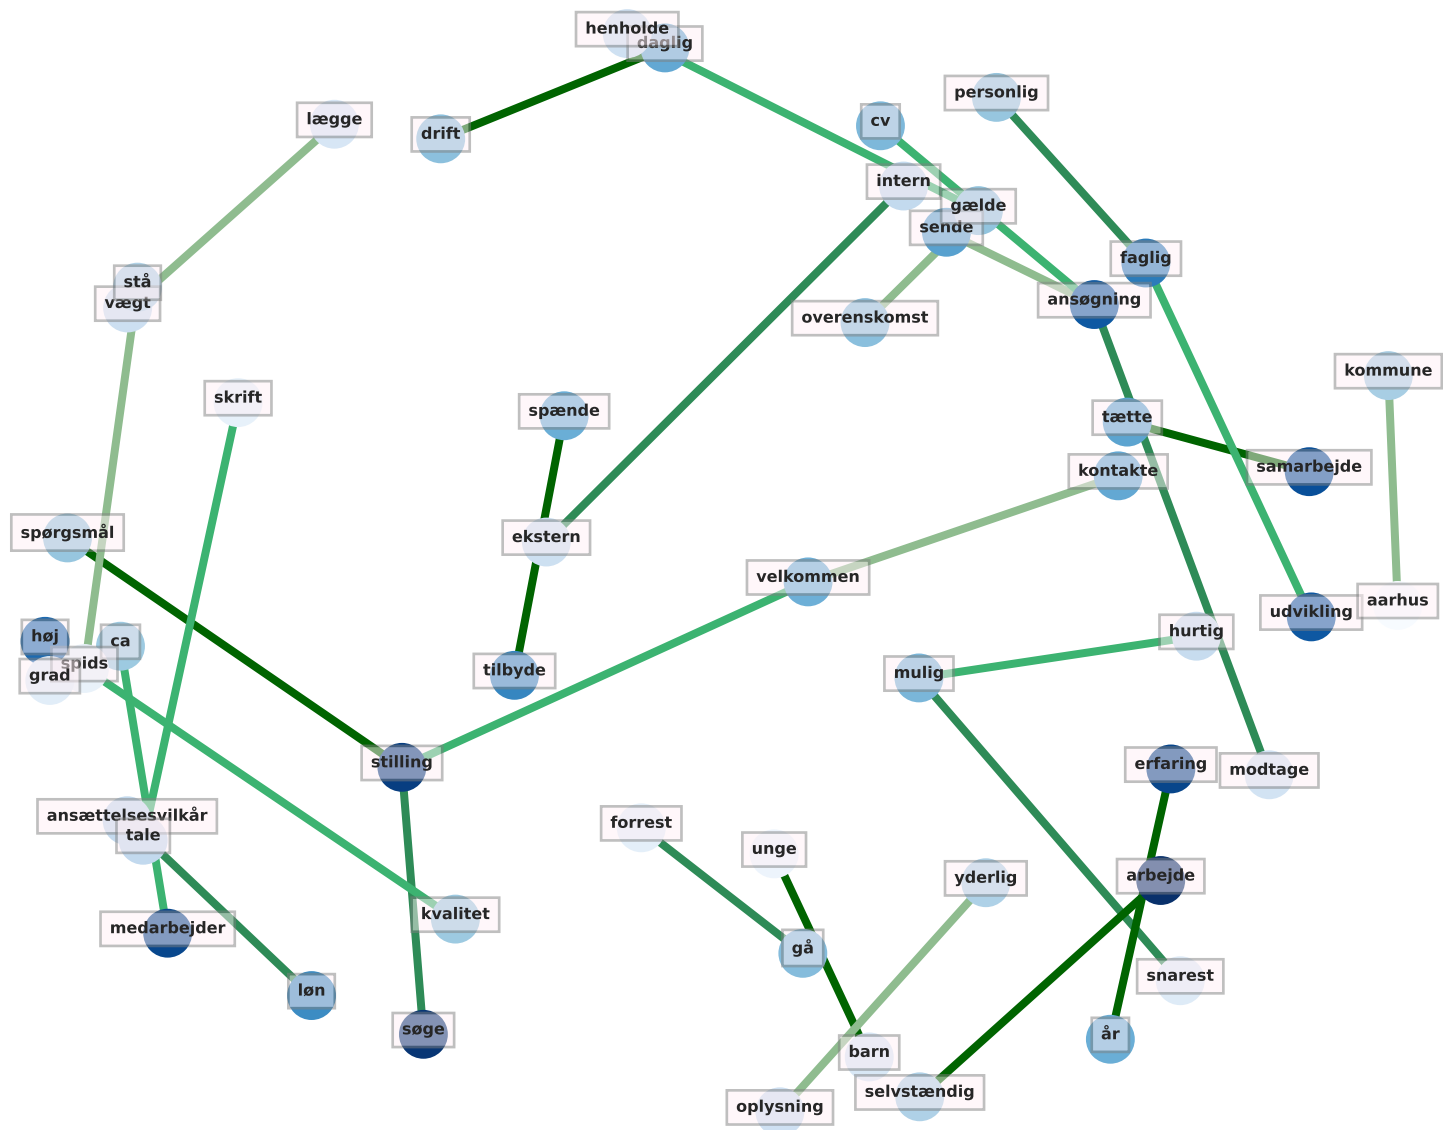 henholde
daglig
personlig
lægge
cv
drift
intern
gælde
sende
faglig
stå
vægt
ansøgning
overenskomst
kommune
skrift
spænde
tætte
samarbejde
kontakte
spørgsmål
ekstern
velkommen
aarhus
udvikling
høj
ca
hurtig
spids
grad
tilbyde
mulig
stilling
erfaring
modtage
ansættelsesvilkår
tale
forrest
unge
yderlig
arbejde
kvalitet
medarbejder
gå
snarest
løn
søge
år
barn
selvstændig
oplysning